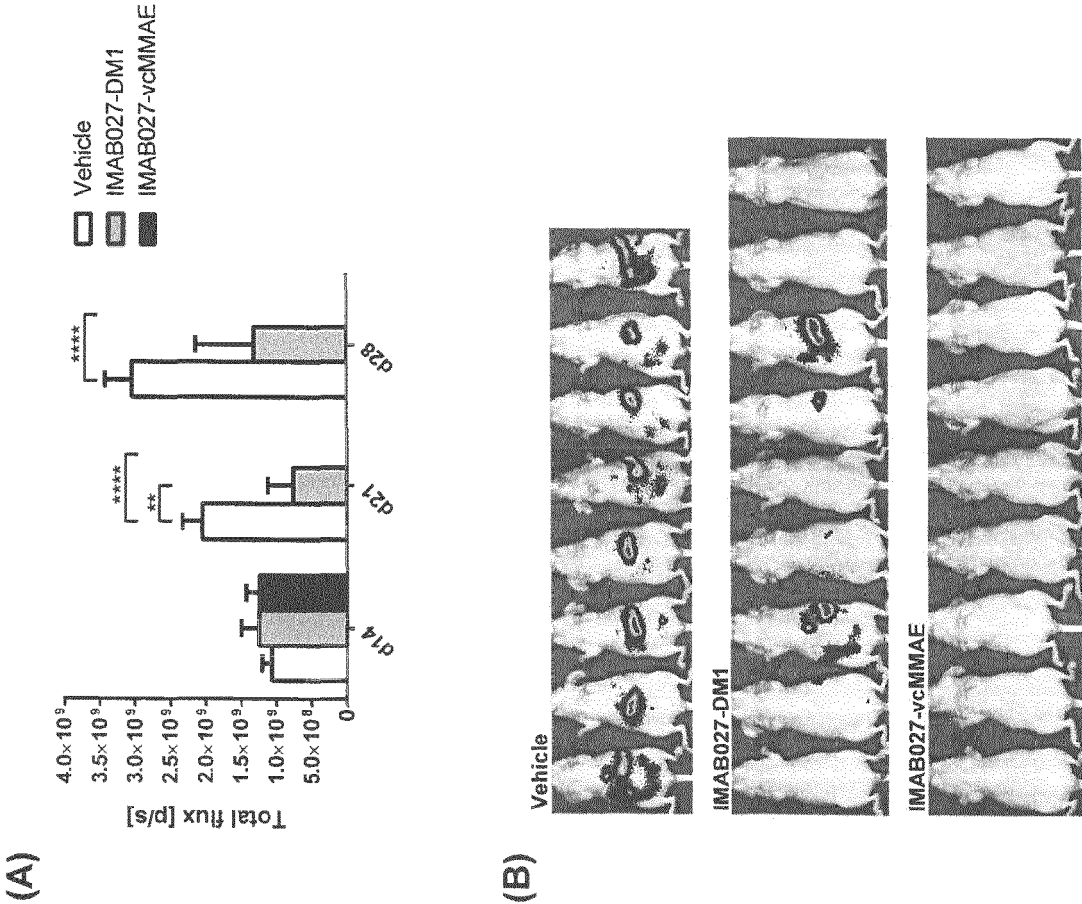 (A)
Total flux [p/s]
4.0×10⁹
3.5×10⁹
3.0×10⁹
2.5×10⁹
2.0×10⁹
1.5×10⁹
1.0×10⁹
5.0×10⁸
0
d14
d21
d28
**
****
****
Vehicle
IMAB027-DM1
IMAB027-vcMMAE
(B)
Vehicle
IMAB027-DM1
IMAB027-vcMMAE